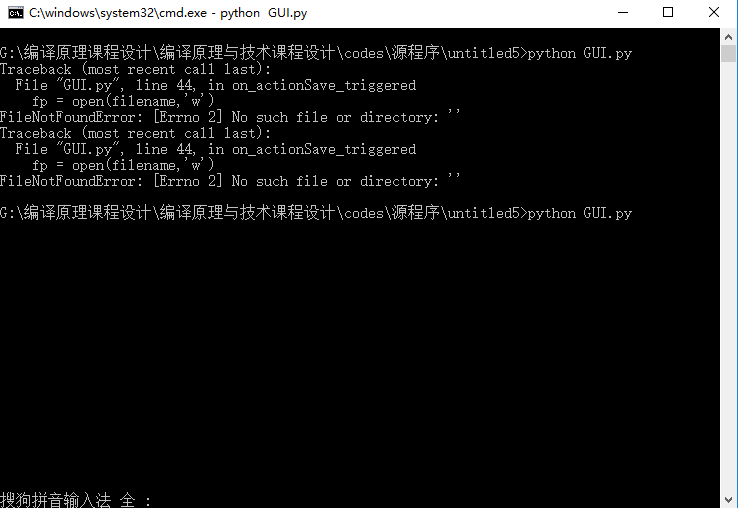 C:\windows\system32\cmd.exe - python  GUI.py
G:\编译原理课程设计\编译原理与技术课程设计\codes\源程序\untitled5>python GUI.py
Traceback (most recent call last):
  File "GUI.py", line 44, in on_actionSave_triggered
    fp = open(filename,'w')
FileNotFoundError: [Errno 2] No such file or directory: ''
Traceback (most recent call last):
  File "GUI.py", line 44, in on_actionSave_triggered
    fp = open(filename,'w')
FileNotFoundError: [Errno 2] No such file or directory: ''
G:\编译原理课程设计\编译原理与技术课程设计\codes\源程序\untitled5>python GUI.py
搜狗拼音输入法 全 :